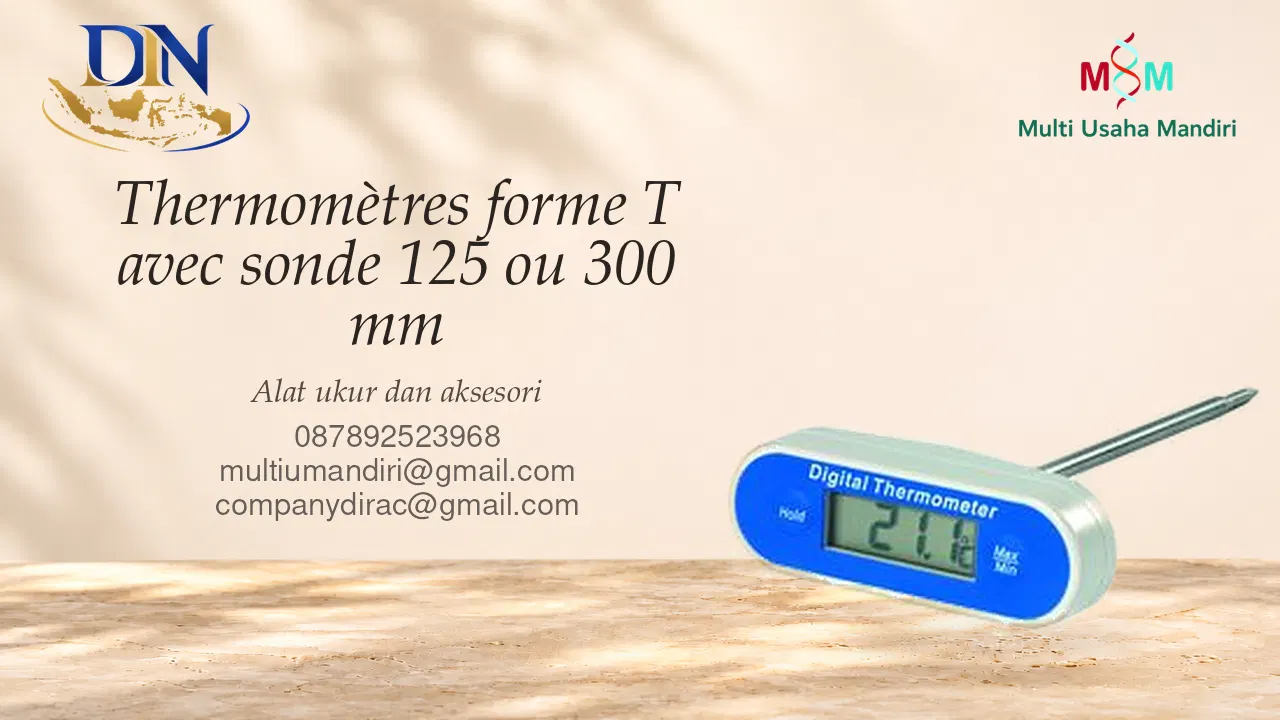 DIN
MSM
Multi Usaha Mandiri
Thermomètres forme T
avec sonde 125 ou 300
mm
Alat ukur dan aksesori
087892523968
multiumandiri@gmail.com
companydirac@gmail.com
Digital Thermometer
Hold
21.1
°C
Max
Min